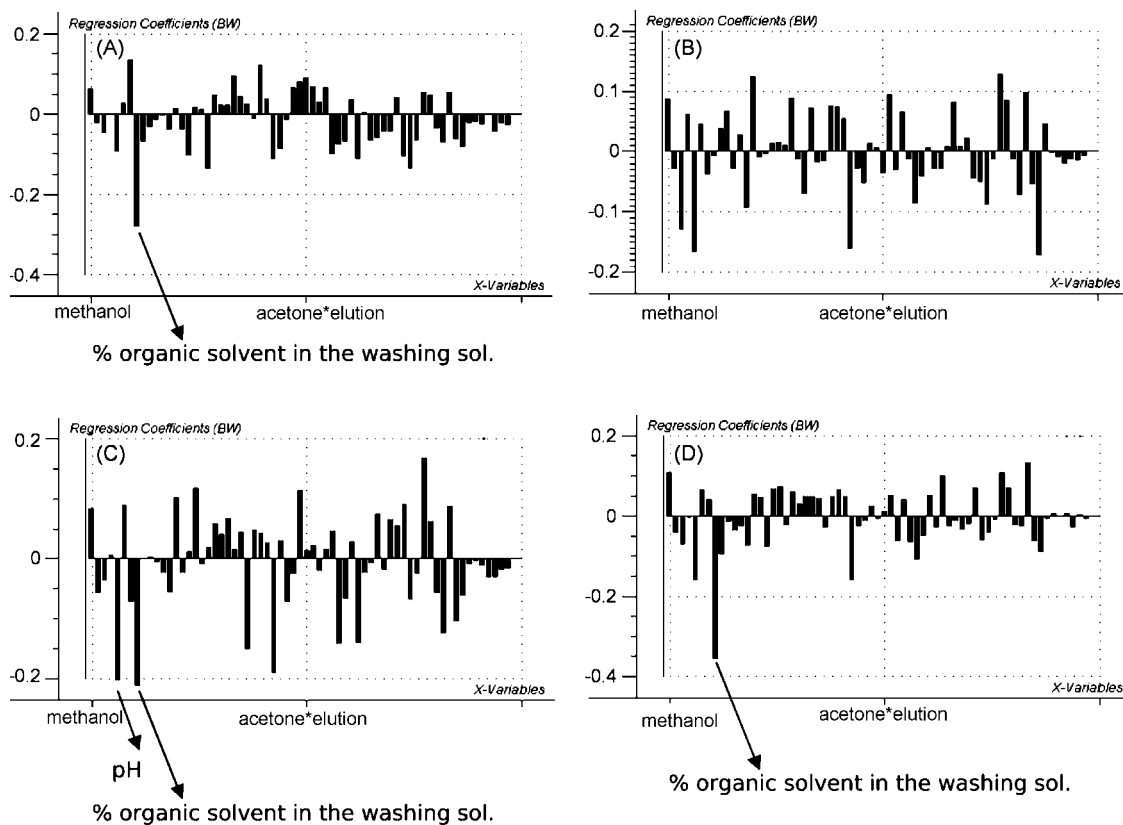 Regression Coefficients (BW)
(A)
0.2
0
-0.2
-0.4
X-Variables
methanol
acetone*elution
% organic solvent in the washing sol.
Regression Coefficients (BW)
(B)
0.2
0.1
0
-0.1
-0.2
X-Variables
methanol
acetone*elution
Regression Coefficients (BW)
(C)
0.2
0
-0.2
X-Variables
methanol
acetone*elution
pH
% organic solvent in the washing sol.
Regression Coefficients (BW)
(D)
0.2
0
-0.2
-0.4
X-Variables
methanol
acetone*elution
% organic solvent in the washing sol.